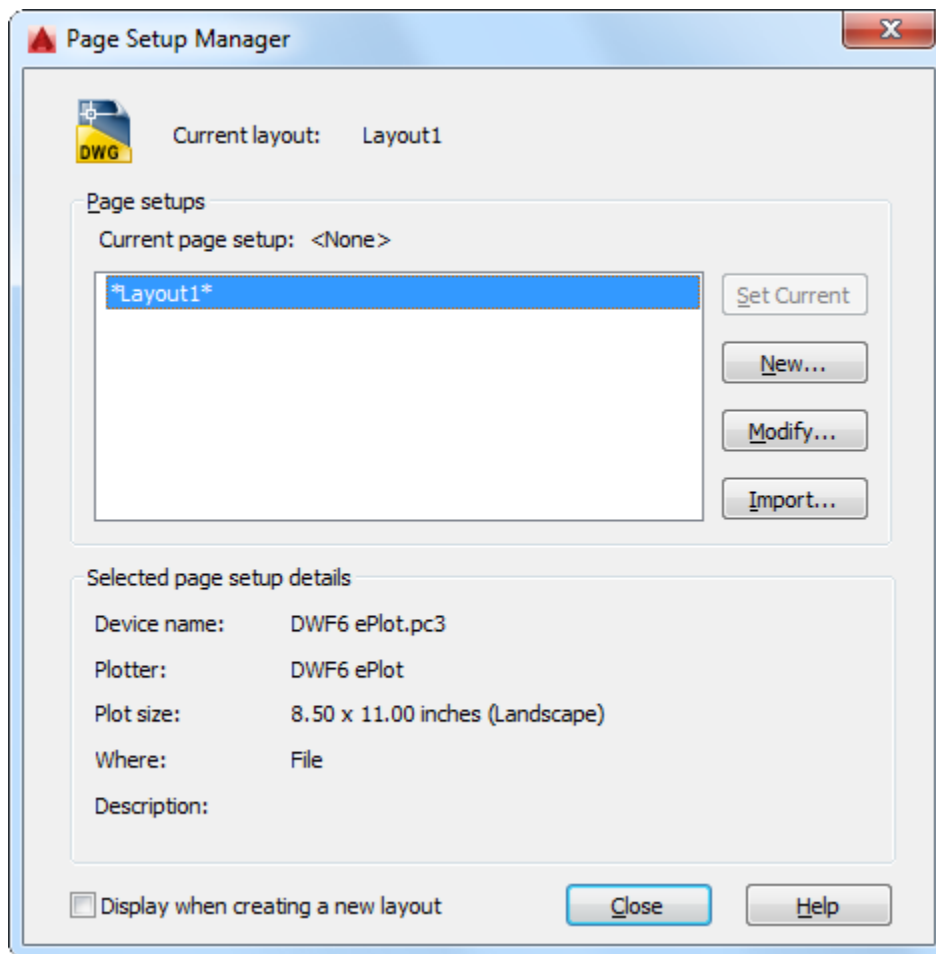 Page Setup Manager
DWG
Current layout: Layout1
Page setups
Current page setup: <None>
*Layout1*
Set Current
New...
Modify...
Import...
Selected page setup details
Device name: DWF6 ePlot.pc3
Plotter: DWF6 ePlot
Plot size: 8.50 x 11.00 inches (Landscape)
Where: File
Description:
Display when creating a new layout
Close
Help